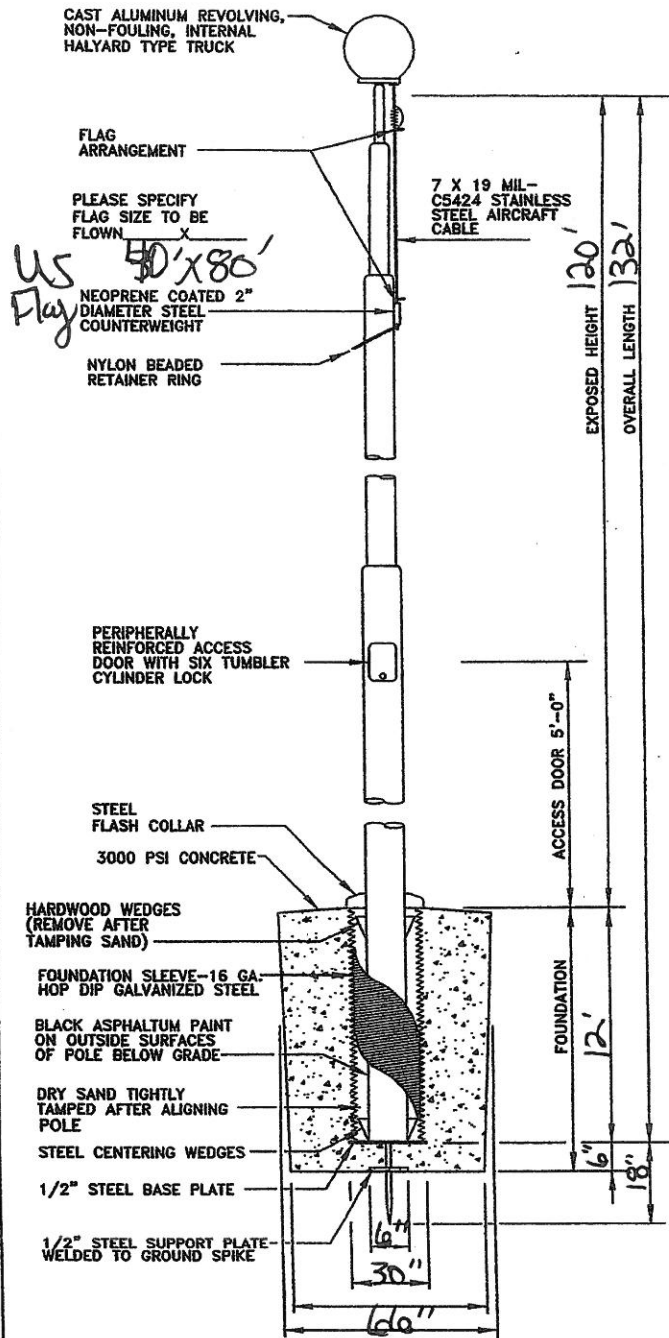 CAST ALUMINUM REVOLVING,
NON-FOULING, INTERNAL
HALYARD TYPE TRUCK
FLAG
ARRANGEMENT
7 X 19 MIL-
C5424 STAINLESS
STEEL AIRCRAFT
CABLE
PLEASE SPECIFY
FLAG SIZE TO BE
FLOWN X
US Flag
40'X80'
NEOPRENE COATED 2"
DIAMETER STEEL
COUNTERWEIGHT
NYLON BEADED
RETAINER RING
EXPOSED HEIGHT 120'
OVERALL LENGTH 132'
PERIPHERALLY
REINFORCED ACCESS
DOOR WITH SIX TUMBLER
CYLINDER LOCK
ACCESS DOOR 5'-0"
STEEL
FLASH COLLAR
3000 PSI CONCRETE
HARDWOOD WEDGES
(REMOVE AFTER
TAMPING SAND)
FOUNDATION SLEEVE-16 GA.
HOP DIP GALVANIZED STEEL
BLACK ASPHALTUM PAINT
ON OUTSIDE SURFACES
OF POLE BELOW GRADE
DRY SAND TIGHTLY
TAMPED AFTER ALIGNING
POLE
STEEL CENTERING WEDGES
1/2" STEEL BASE PLATE
1/2" STEEL SUPPORT PLATE
WELDED TO GROUND SPIKE
FOUNDATION
12'
6"
18"
6"
30"